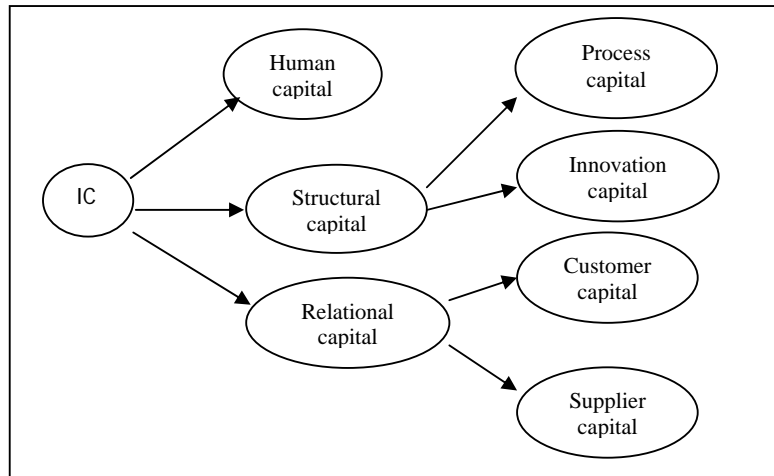 Human
capital
Process
capital
IC
Structural
capital
Innovation
capital
Relational
capital
Customer
capital
Supplier
capital